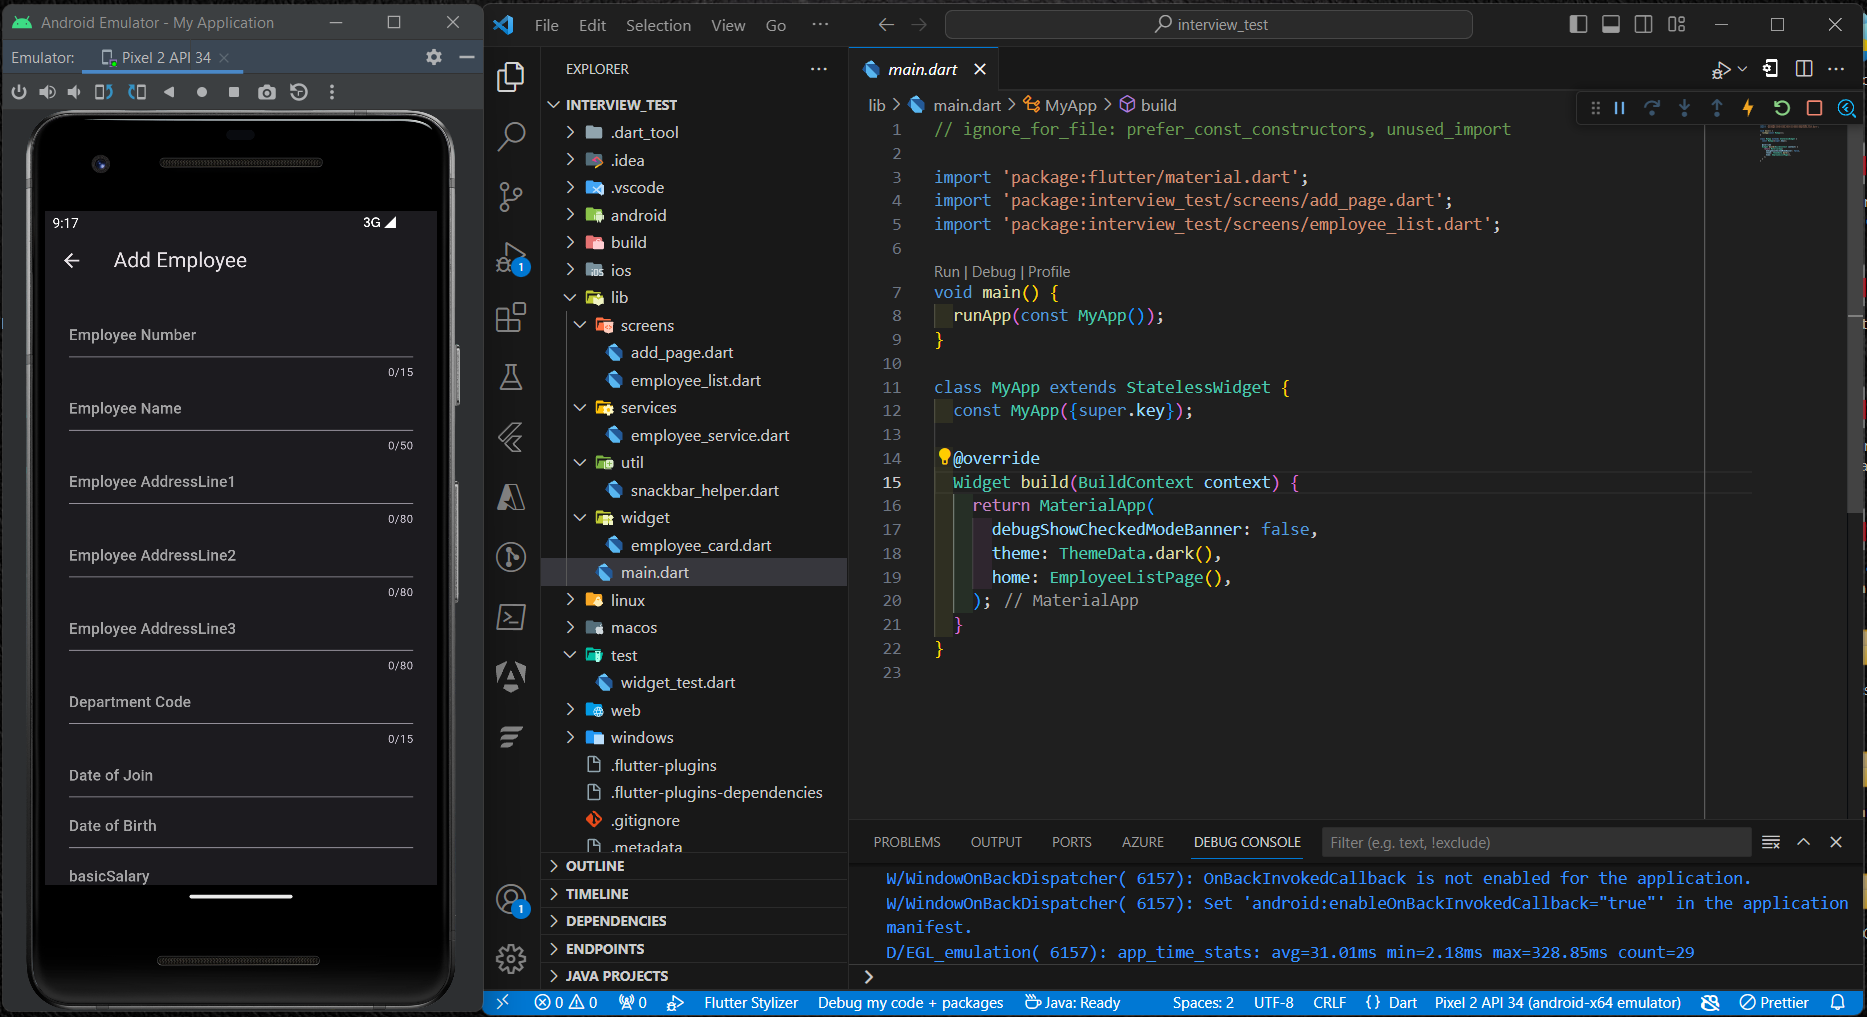 Android Emulator - My Application
Emulator: Pixel 2 API 34
9:17
3G
Add Employee
Employee Number
0/15
Employee Name
0/50
Employee AddressLine1
0/80
Employee AddressLine2
0/80
Employee AddressLine3
0/80
Department Code
0/15
Date of Join
Date of Birth
basicSalary
File Edit Selection View Go ···
interview_test
EXPLORER
INTERVIEW_TEST
.dart_tool
.idea
.vscode
android
build
ios
lib
screens
add_page.dart
employee_list.dart
services
employee_service.dart
util
snackbar_helper.dart
widget
employee_card.dart
main.dart
linux
macos
test
widget_test.dart
web
windows
.flutter-plugins
.flutter-plugins-dependencies
.gitignore
.metadata
OUTLINE
TIMELINE
DEPENDENCIES
ENDPOINTS
JAVA PROJECTS
1
1
main.dart
lib > main.dart > MyApp > build
1 // ignore_for_file: prefer_const_constructors, unused_import
2
3 import 'package:flutter/material.dart';
4 import 'package:interview_test/screens/add_page.dart';
5 import 'package:interview_test/screens/employee_list.dart';
6
Run | Debug | Profile
7 void main() {
8 runApp(const MyApp());
9 }
10
11 class MyApp extends StatelessWidget {
12 const MyApp({super.key});
13
14 @override
15 Widget build(BuildContext context) {
16 return MaterialApp(
17 debugShowCheckedModeBanner: false,
18 theme: ThemeData.dark(),
19 home: EmployeeListPage(),
20 ); // MaterialApp
21 }
22 }
23
PROBLEMS OUTPUT PORTS AZURE DEBUG CONSOLE Filter (e.g. text, !exclude)
W/WindowOnBackDispatcher( 6157): OnBackInvokedCallback is not enabled for the application.
W/WindowOnBackDispatcher( 6157): Set 'android:enableOnBackInvokedCallback="true"' in the application
manifest.
D/EGL_emulation( 6157): app_time_stats: avg=31.01ms min=2.18ms max=328.85ms count=29
>
0 0 0 Flutter Stylizer Debug my code + packages Java: Ready Spaces: 2 UTF-8 CRLF {} Dart Pixel 2 API 34 (android-x64 emulator) Prettier